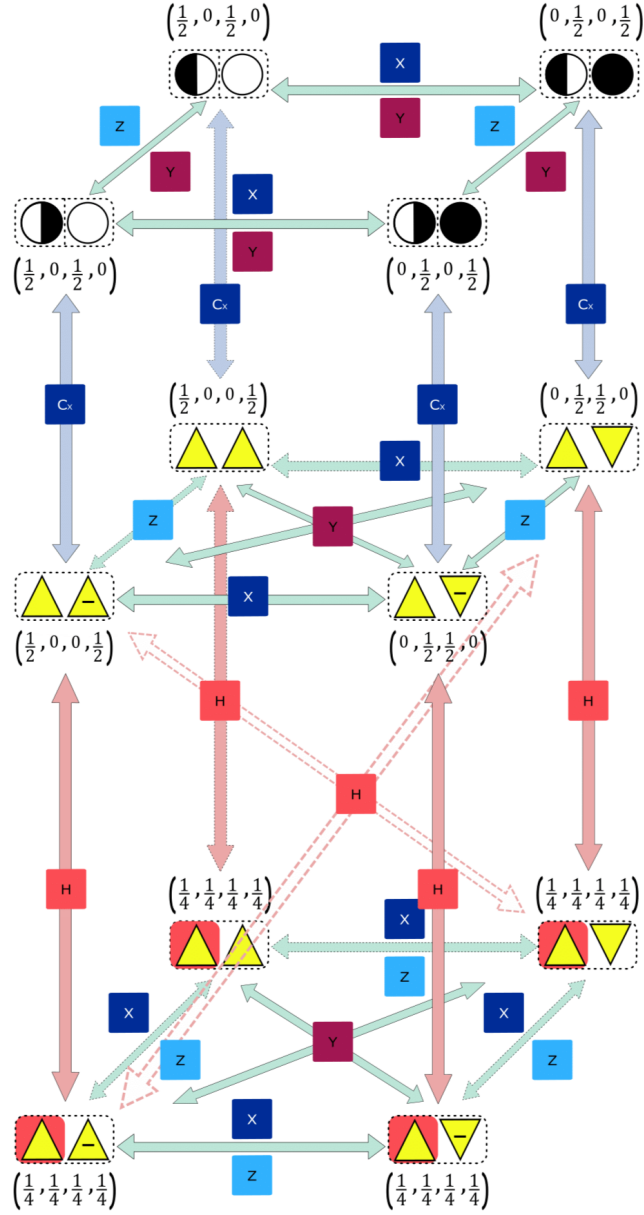 (1/2, 0, 1/2, 0) (0, 1/2, 0, 1/2)
X
Z Y Z
Y X Y
Y
(1/2, 0, 1/2, 0) (0, 1/2, 0, 1/2)
Cx Cx
Cx Cx
(1/2, 0, 0, 1/2) (0, 1/2, 1/2, 0)
X
Z Y Z
X
(1/2, 0, 0, 1/2) (0, 1/2, 1/2, 0)
H H
H
H H
(1/4, 1/4, 1/4, 1/4) (1/4, 1/4, 1/4, 1/4)
X
Z
X X
Z Y Z
X
Z
(1/4, 1/4, 1/4, 1/4) (1/4, 1/4, 1/4, 1/4)